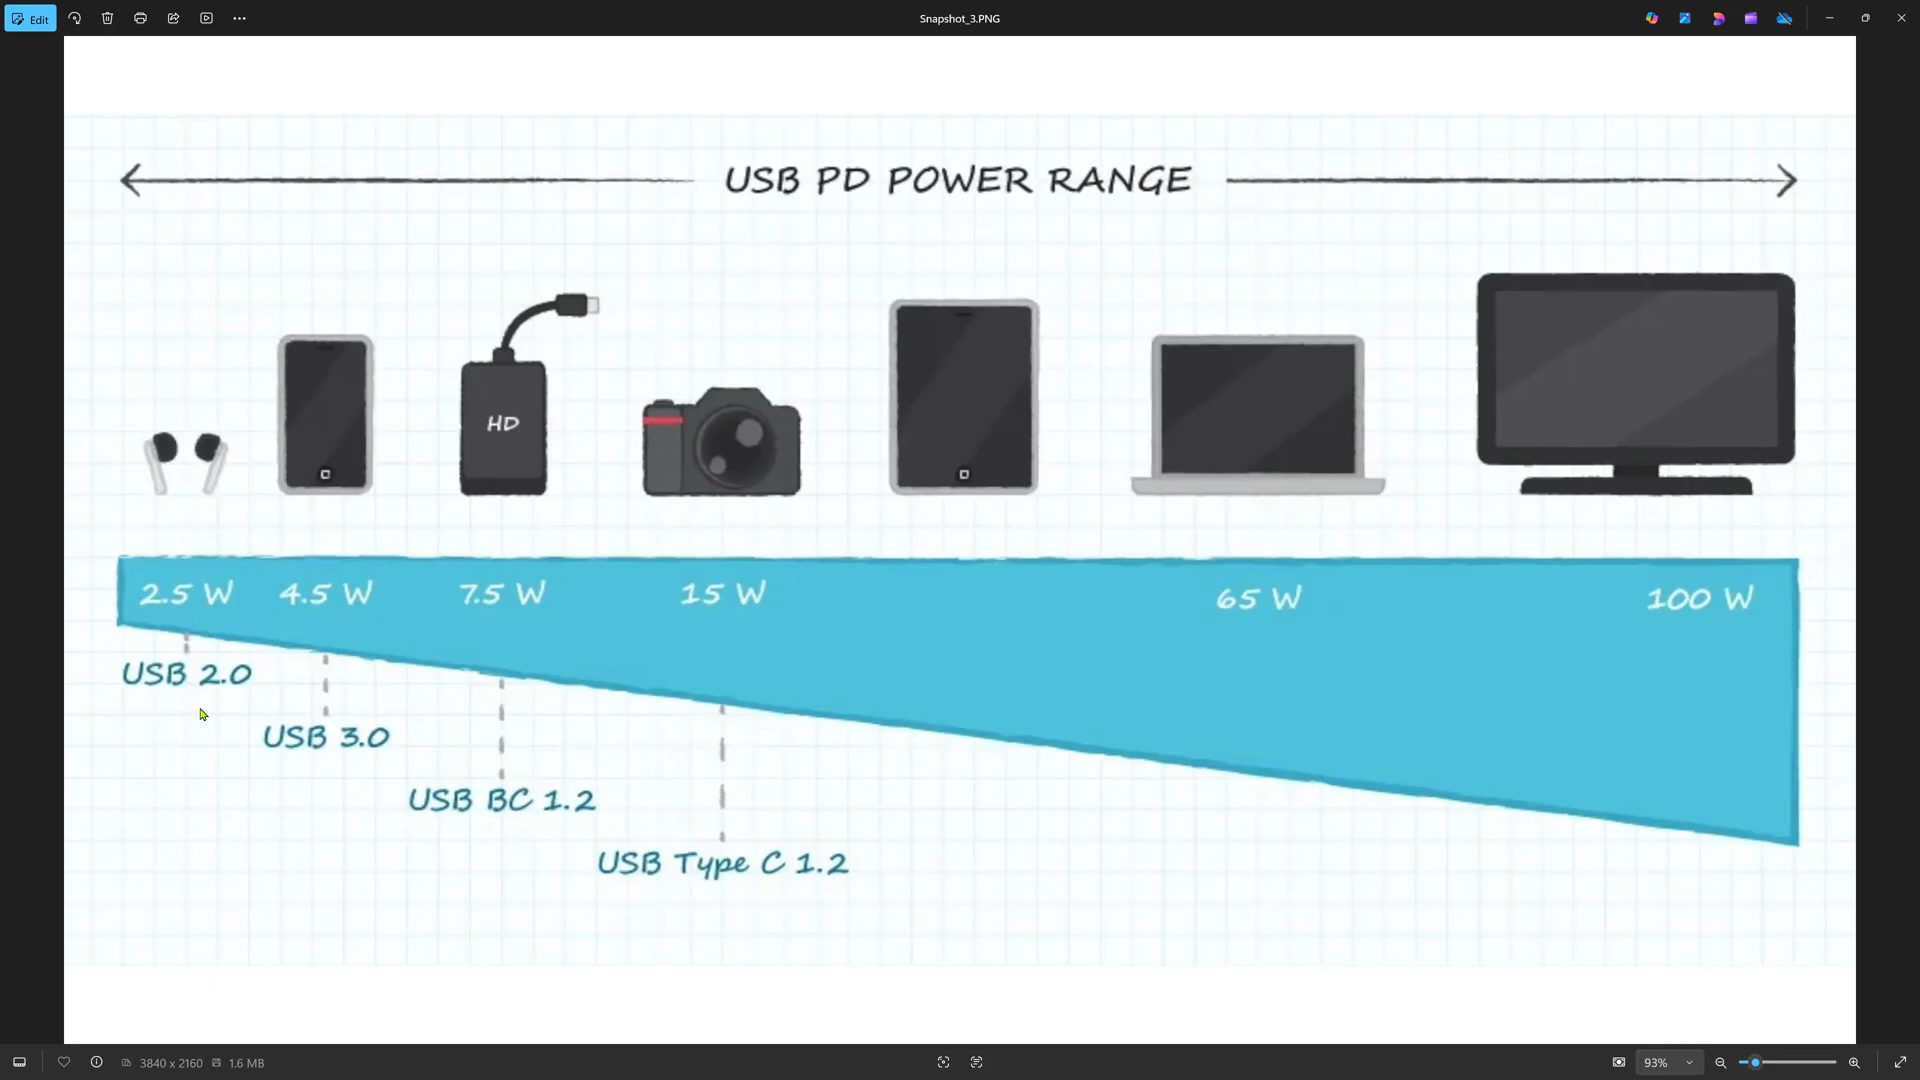 Edit
Snapshot_3.PNG
USB PD POWER RANGE
HD
2.5 W 4.5 W 7.5 W 15 W 65 W 100 W
USB 2.0
USB 3.0
USB BC 1.2
USB Type C 1.2
3840 x 2160 1.6 MB
93%